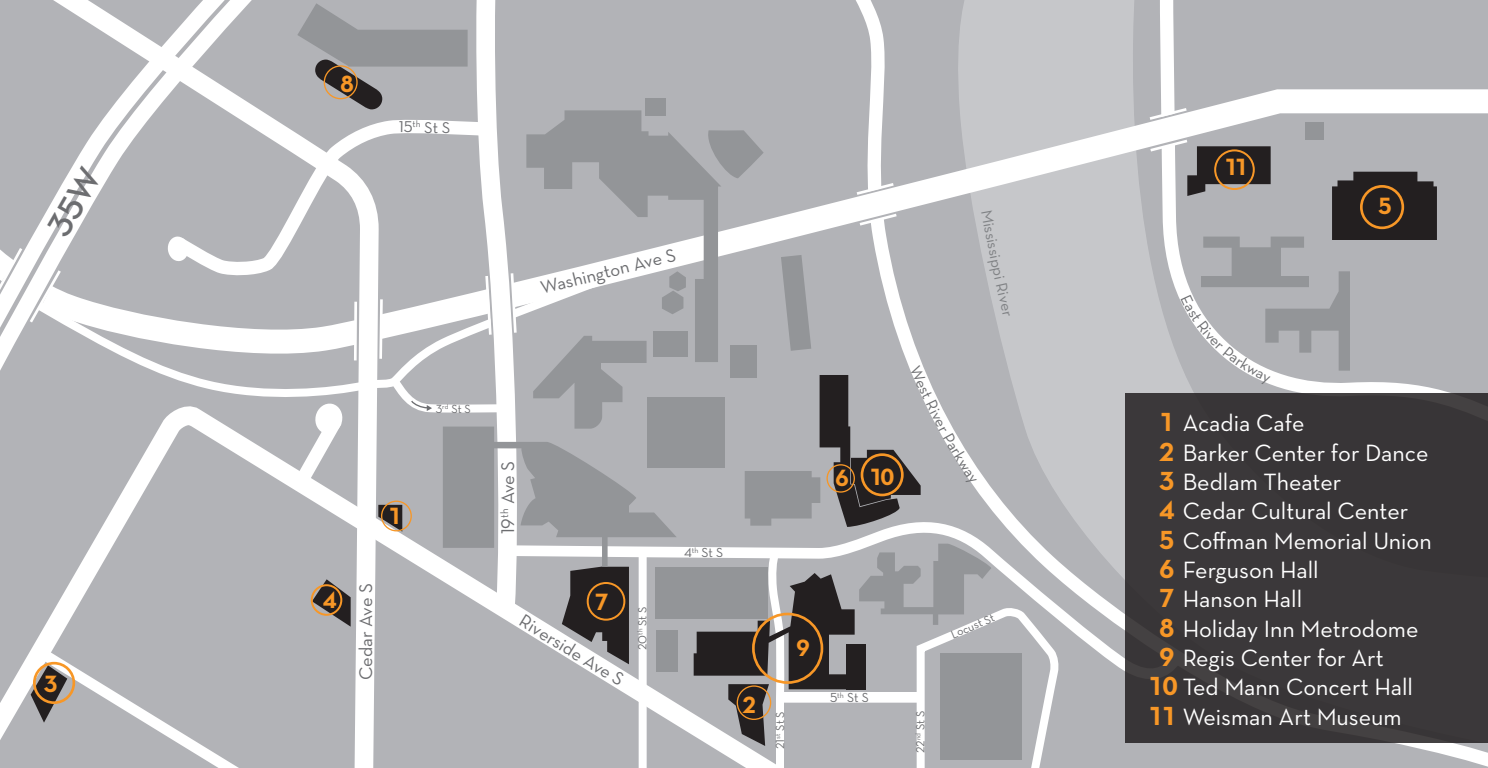 8
15th St S
35W
11
5
Washington Ave S
Mississippi River
East River Parkway
West River Parkway
3rd St S
19th Ave S
6
10
1
4th St S
4
7
Cedar Ave S
20th St S
Riverside Ave S
Locust St
9
3
2
5th St S
21st St S
22nd St S
1 Acadia Cafe
2 Barker Center for Dance
3 Bedlam Theater
4 Cedar Cultural Center
5 Coffman Memorial Union
6 Ferguson Hall
7 Hanson Hall
8 Holiday Inn Metrodome
9 Regis Center for Art
10 Ted Mann Concert Hall
11 Weisman Art Museum